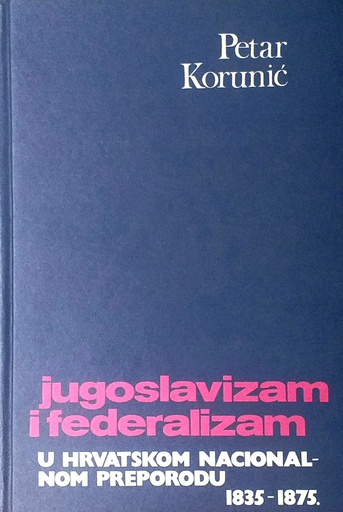 Petar
Korunić
jugoslavizam
i federalizam
U HRVATSKOM NACIONAL-
NOM PREPORODU
1835-1875.